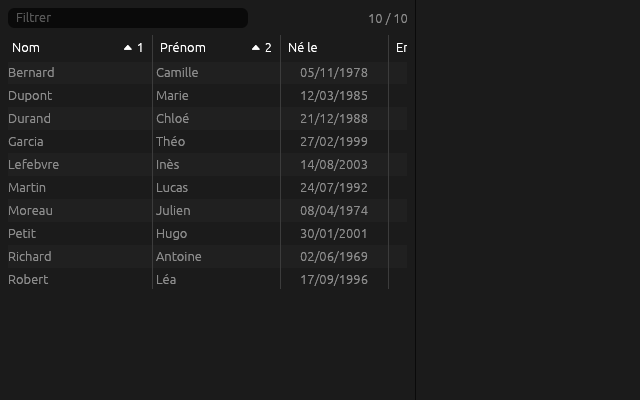 Filtrer 10 / 10
Nom 1 Prénom 2 Né le Er
Bernard Camille 05/11/1978
Dupont Marie 12/03/1985
Durand Chloé 21/12/1988
Garcia Théo 27/02/1999
Lefebvre Inès 14/08/2003
Martin Lucas 24/07/1992
Moreau Julien 08/04/1974
Petit Hugo 30/01/2001
Richard Antoine 02/06/1969
Robert Léa 17/09/1996